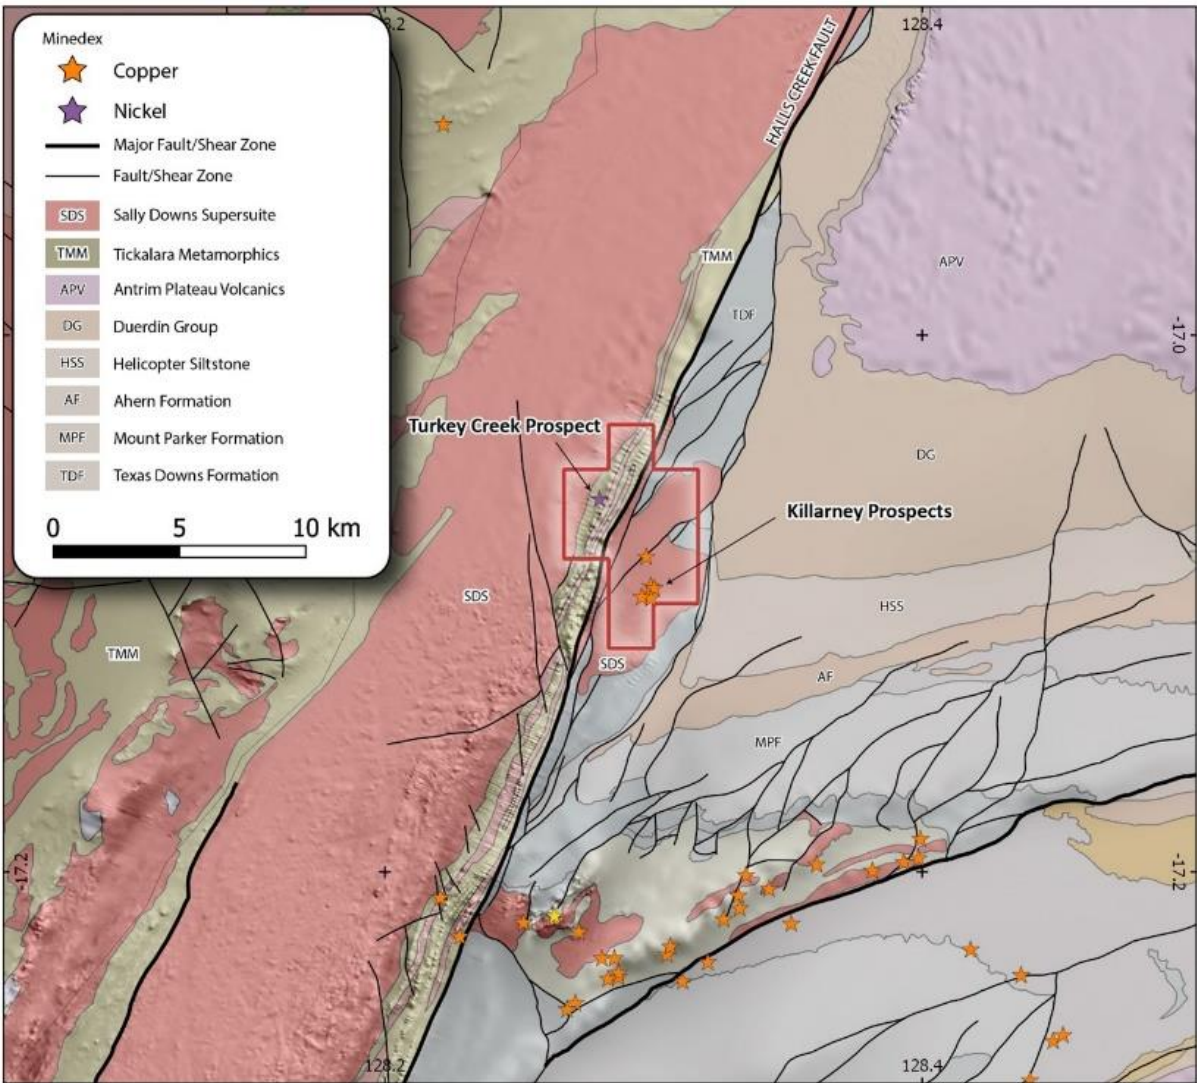 Minedex
Copper
Nickel
Major Fault/Shear Zone
Fault/Shear Zone
SDS Sally Downs Supersuite
TMM Tickalara Metamorphics
APV Antrim Plateau Volcanics
DG Duerdin Group
HSS Helicopter Siltstone
AF Ahern Formation
MPF Mount Parker Formation
TDF Texas Downs Formation
0 5 10 km
.2
128.4
HALLS CREEK FAULT
TMM
APV
TDF
-17.0
Turkey Creek Prospect
DG
Killarney Prospects
SDS
HSS
TMM
SDS
AF
MPF
-17.2
-17.2
128.2
128.4